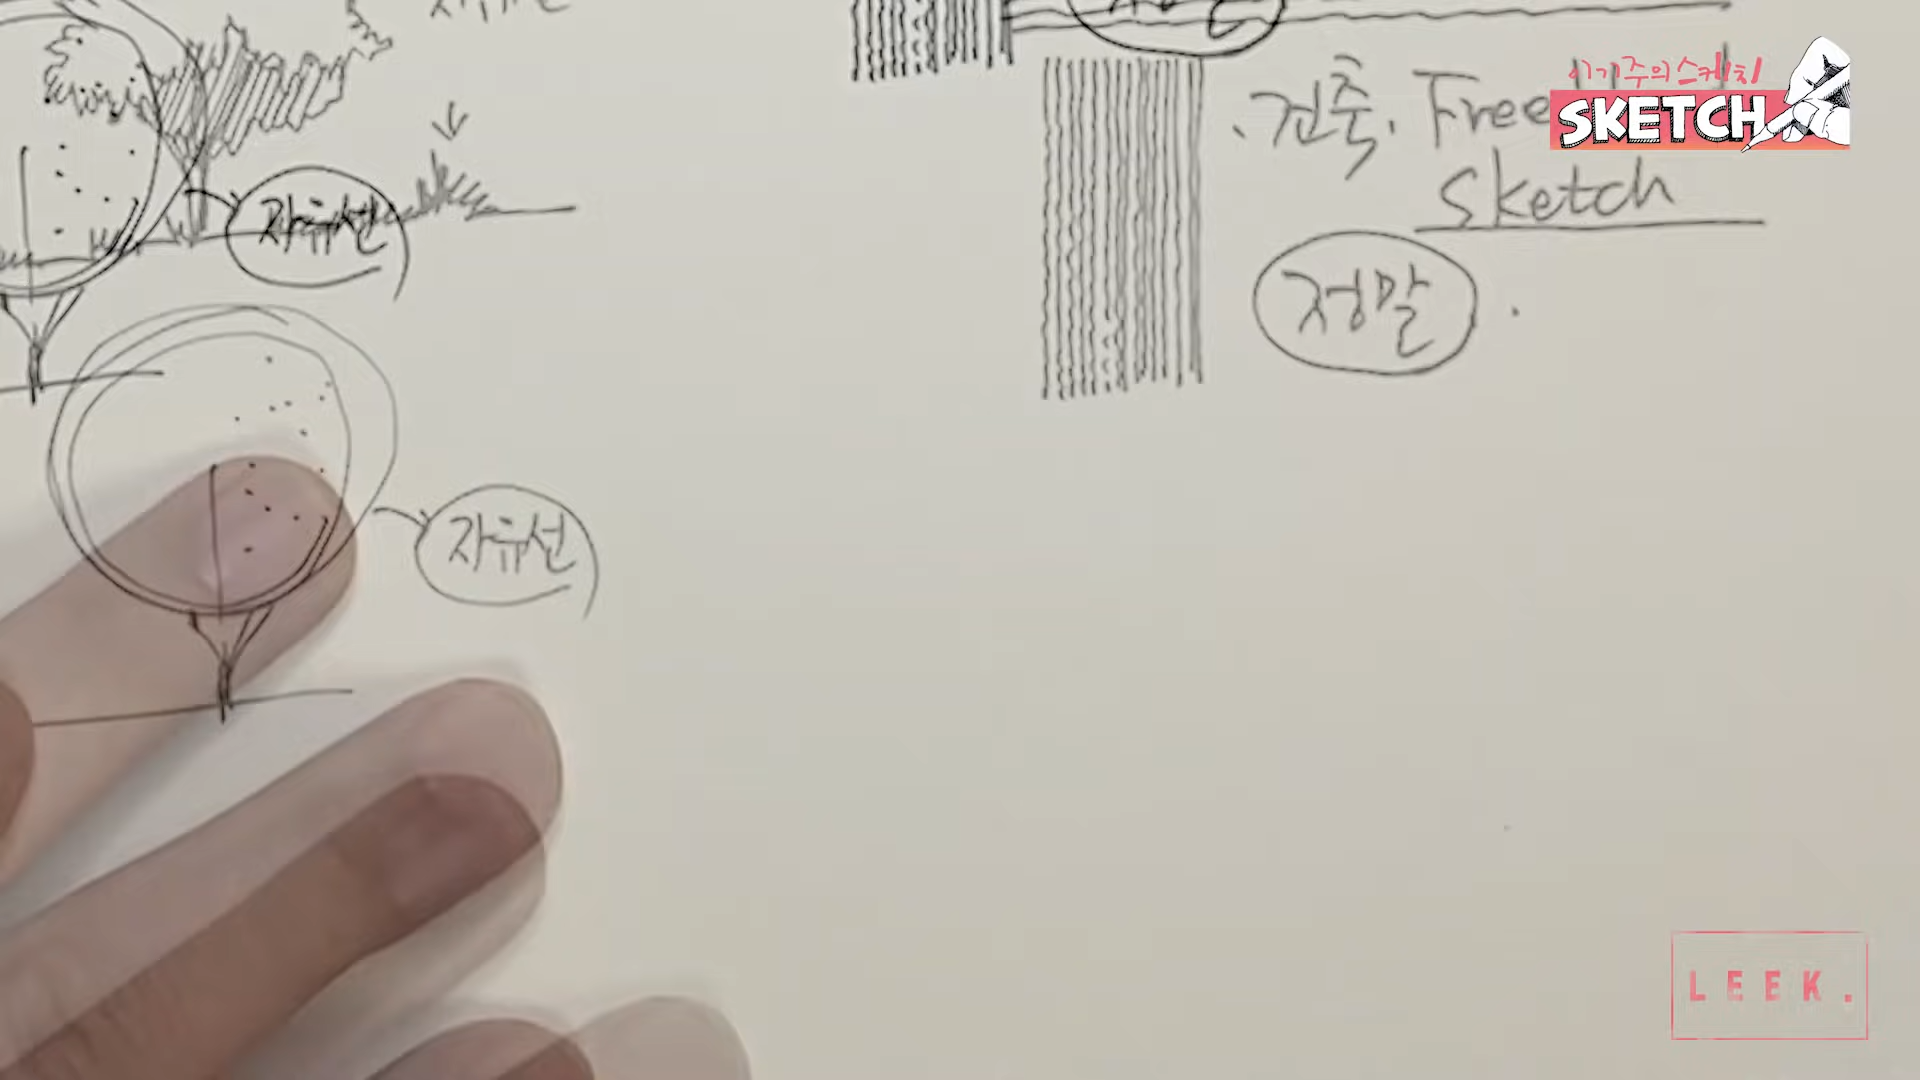 이기주의 스케치
SKETCH
건축. Free
Sketch
정말.
자유선
자유선
LEEK.